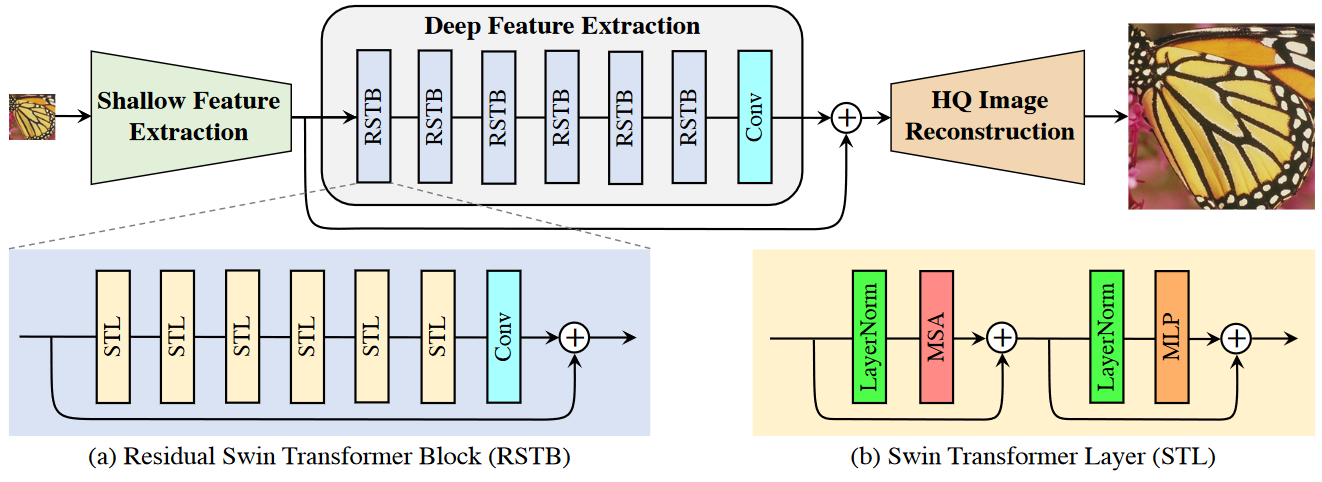 Deep Feature Extraction
Shallow Feature
Extraction
RSTB
RSTB
RSTB
RSTB
RSTB
RSTB
Conv
+
HQ Image
Reconstruction
STL
STL
STL
STL
STL
STL
Conv
+
(a) Residual Swin Transformer Block (RSTB)
LayerNorm
MSA
+
LayerNorm
MLP
+
(b) Swin Transformer Layer (STL)